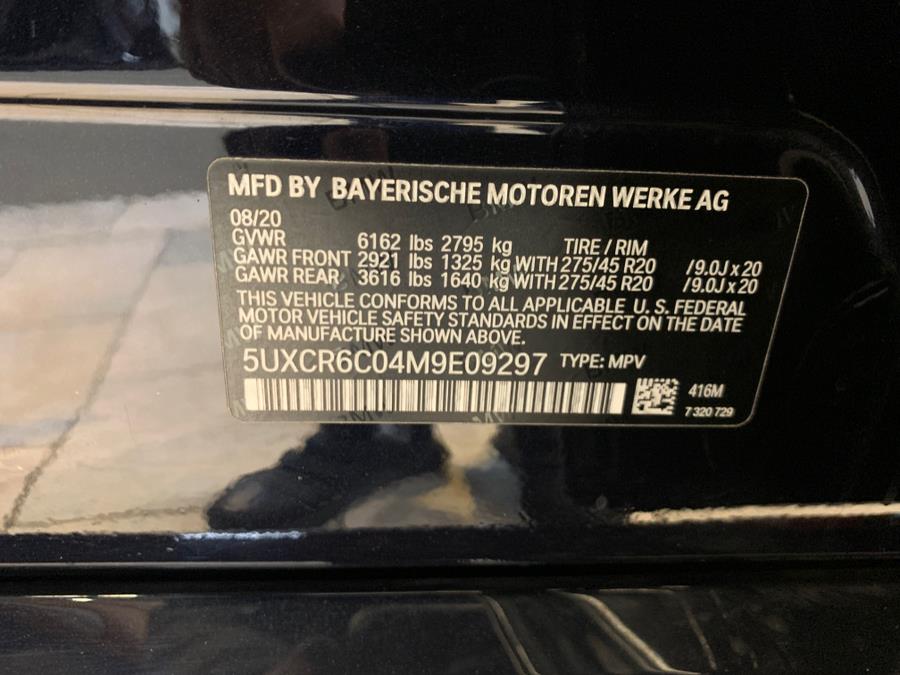 MFD BY BAYERISCHE MOTOREN WERKE AG
08/20
GVWR 6162 lbs 2795 kg TIRE / RIM
GAWR FRONT 2921 lbs 1325 kg WITH 275/45 R20 /9.0J x 20
GAWR REAR 3616 lbs 1640 kg WITH 275/45 R20 /9.0J x 20
THIS VEHICLE CONFORMS TO ALL APPLICABLE U. S. FEDERAL
MOTOR VEHICLE SAFETY STANDARDS IN EFFECT ON THE DATE
OF MANUFACTURE SHOWN ABOVE.
5UXCR6C04M9E09297 TYPE: MPV
416M
7 320 729